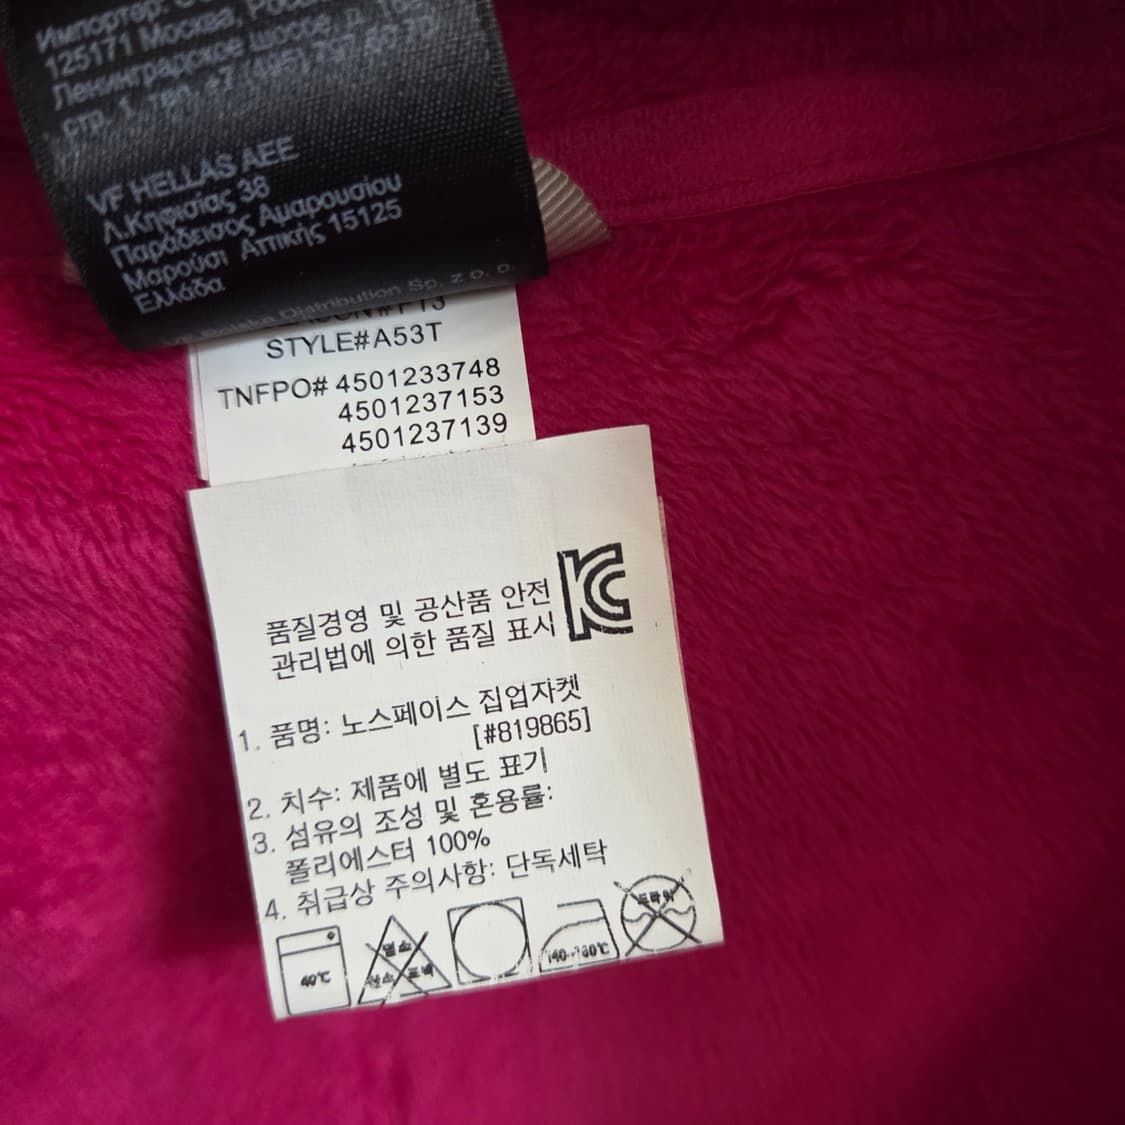 Импортер:
125171 Москва,
Ленинградское шоссе, д.
стр. 1, тел. +7 (495)
VF HELLAS AEE
Λ.Κηφισίας 38
Παράδεισος Αμαρουσίου
Μαρούσι Αττικής 15125
Ελλάδα
Distribution Sp. z o. o.
STYLE#A53T
TNFPO# 4501233748
4501237153
4501237139
품질경영 및 공산품 안전
관리법에 의한 품질 표시
1. 품명: 노스페이스 집업자켓
[#819865]
2. 치수: 제품에 별도 표기
3. 섬유의 조성 및 혼용률:
폴리에스터 100%
4. 취급상 주의사항: 단독세탁
40℃
140~160℃
드라이